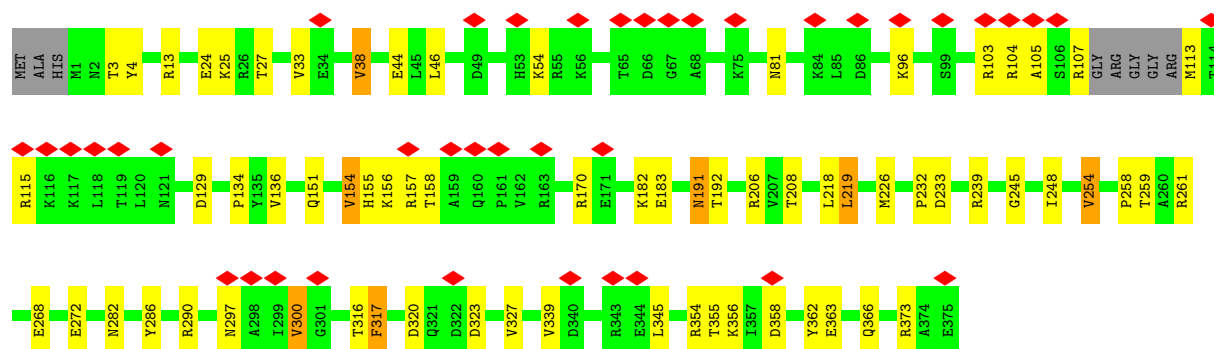 MET ALA HIS M1 N2 T3 Y4 R13 E24 K25 R26 T27 V33 E34 V38 E44 L45 L46 D49 H53 K54 R55 K56 T65 D66 G67 A68 K75 N81 K84 L85 D86 K96 S99 R103 R104 A105 S106 R107 GLY ARG GLY GLY ARG M113 T114
R115 K116 K117 L118 T119 L120 N121 D129 P134 Y135 V136 Q151 V154 H155 K156 R157 T158 A159 Q160 P161 V162 R163 R170 E171 K182 E183 N191 T192 R206 V207 T208 L218 L219 M226 P232 D233 R239 G245 I248 V254 P258 T259 A260 R261
E268 E272 N282 Y286 R290 N297 A298 I299 V300 G301 T316 F317 D320 Q321 D322 D323 V327 V339 D340 R343 E344 L345 R354 T355 K356 I357 D358 Y362 E363 Q366 R373 A374 E375